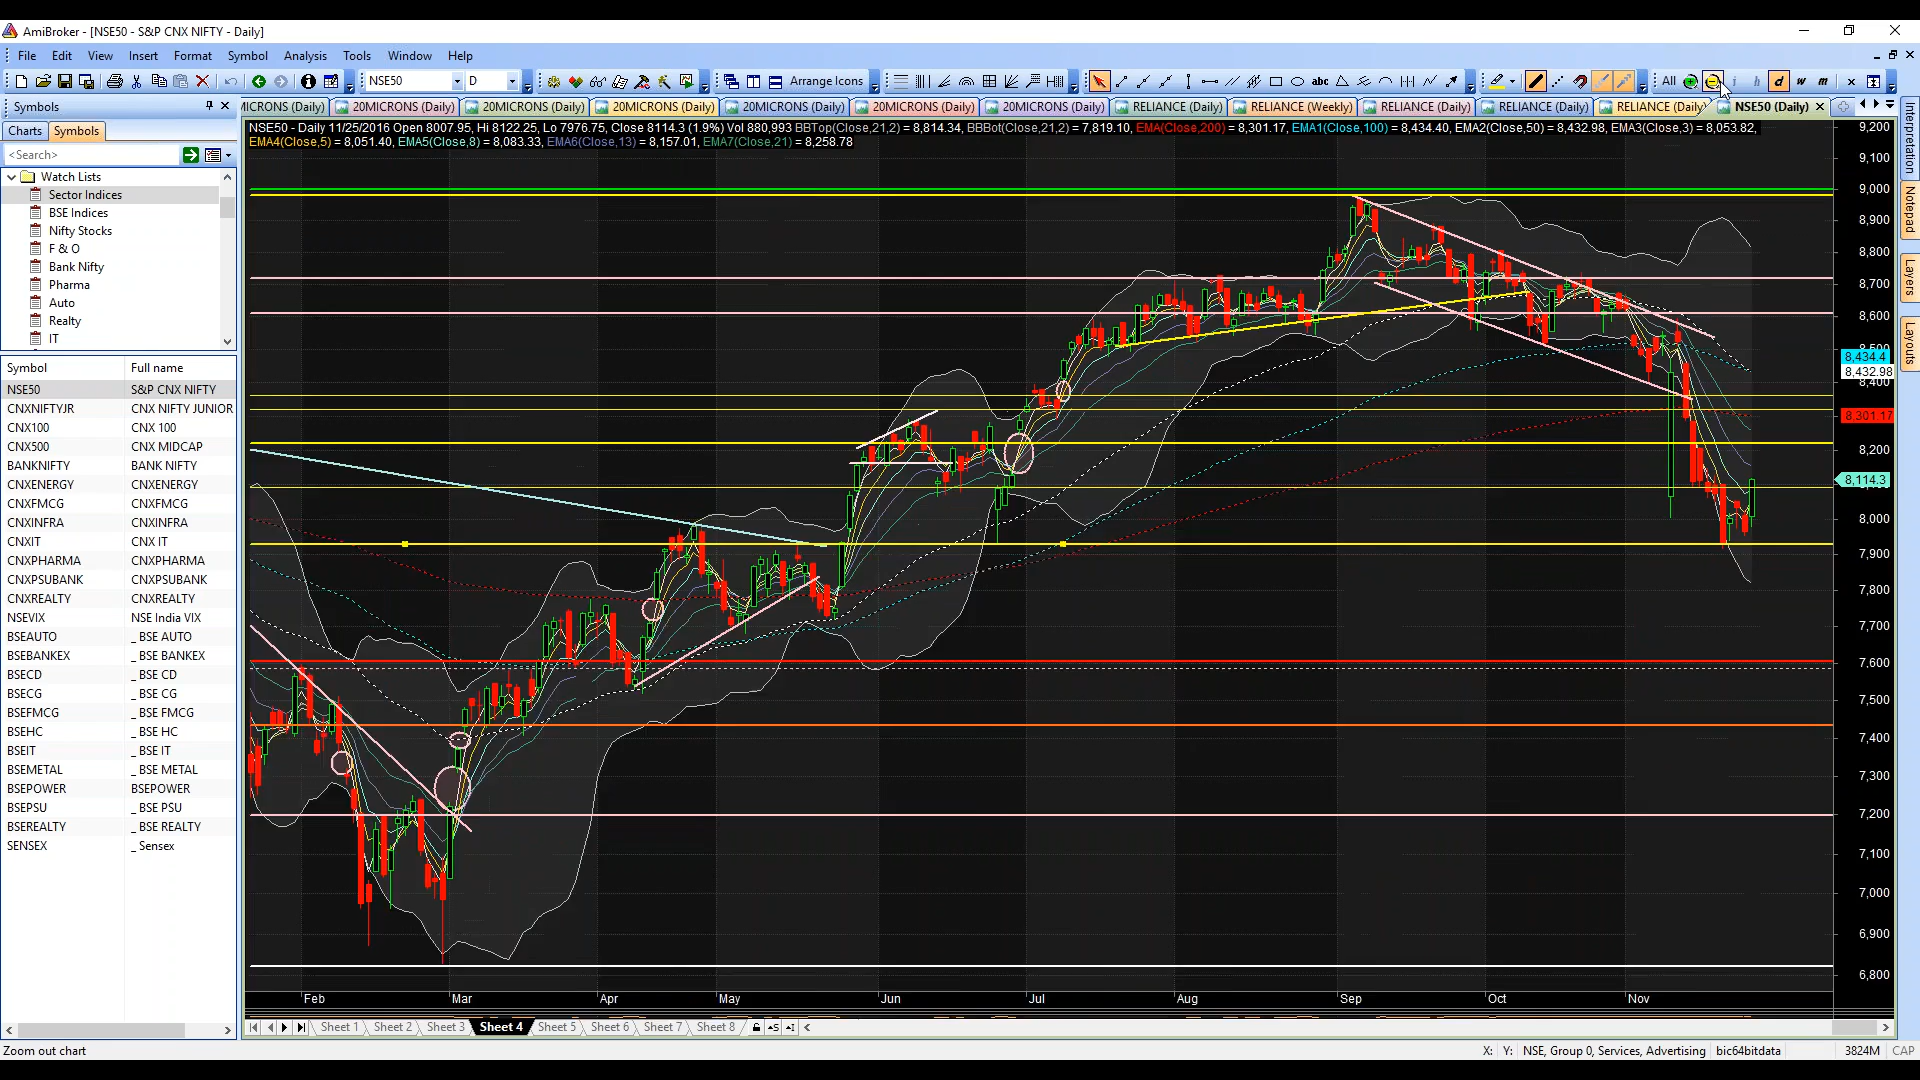 AmiBroker - [NSE50 - S&P CNX NIFTY - Daily]
File Edit View Insert Format Symbol Analysis Tools Window Help
NSE50 D Arrange Icons abc All i h d w m x
Symbols
MICRONS (Daily) 20MICRONS (Daily) 20MICRONS (Daily) 20MICRONS (Daily) 20MICRONS (Daily) 20MICRONS (Daily) 20MICRONS (Daily) RELIANCE (Daily) RELIANCE (Weekly) RELIANCE (Daily) RELIANCE (Daily) RELIANCE (Daily) NSE50 (Daily)
Charts Symbols
<Search>
Watch Lists
Sector Indices
BSE Indices
Nifty Stocks
F & O
Bank Nifty
Pharma
Auto
Realty
IT
Symbol Full name
NSE50 S&P CNX NIFTY
CNXNIFTYJR CNX NIFTY JUNIOR
CNX100 CNX 100
CNX500 CNX MIDCAP
BANKNIFTY BANK NIFTY
CNXENERGY CNXENERGY
CNXFMCG CNXFMCG
CNXINFRA CNXINFRA
CNXIT CNX IT
CNXPHARMA CNXPHARMA
CNXPSUBANK CNXPSUBANK
CNXREALTY CNXREALTY
NSEVIX NSE India VIX
BSEAUTO _ BSE AUTO
BSEBANKEX _ BSE BANKEX
BSECD _ BSE CD
BSECG _ BSE CG
BSEFMCG _ BSE FMCG
BSEHC _ BSE HC
BSEIT _ BSE IT
BSEMETAL _ BSE METAL
BSEPOWER BSEPOWER
BSEPSU _ BSE PSU
BSEREALTY _ BSE REALTY
SENSEX _ Sensex
NSE50 - Daily 11/25/2016 Open 8007.95, Hi 8122.25, Lo 7976.75, Close 8114.3 (1.9%) Vol 880,993 BBTop(Close,21,2) = 8,814.34, BBBot(Close,21,2) = 7,819.10, EMA(Close,200) = 8,301.17, EMA1(Close,100) = 8,434.40, EMA2(Close,50) = 8,432.98, EMA3(Close,3) = 8,053.82,
EMA4(Close,5) = 8,051.40, EMA5(Close,8) = 8,083.33, EMA6(Close,13) = 8,157.01, EMA7(Close,21) = 8,258.78
9,200
9,100
9,000
8,900
8,800
8,700
8,600
8,500
8,434.4
8,432.98
8,400
8,301.17
8,200
8,114.3
8,000
7,900
7,800
7,700
7,600
7,500
7,400
7,300
7,200
7,100
7,000
6,900
6,800
Feb Mar Apr May Jun Jul Aug Sep Oct Nov
Sheet 1 Sheet 2 Sheet 3 Sheet 4 Sheet 5 Sheet 6 Sheet 7 Sheet 8
Interpretation
Notepad
Layers
Layouts
Zoom out chart X: Y: NSE, Group 0, Services, Advertising bic64bitdata 3824M CAP